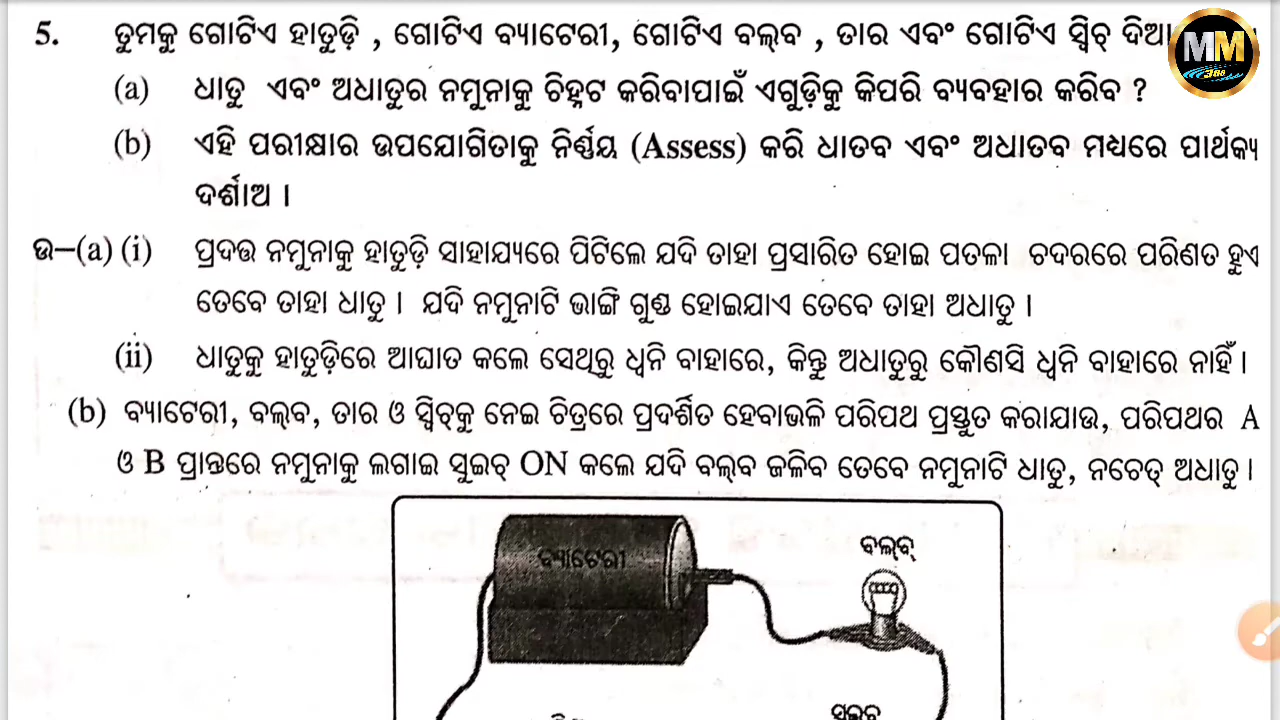 5. ତୁମକୁ ଗୋଟିଏ ହାତୁଡ଼ି , ଗୋଟିଏ ବ୍ୟାଟେରୀ, ଗୋଟିଏ ବଲ୍‌ବ , ତାର ଏବଂ ଗୋଟିଏ ସ୍ୱିଚ୍
MM
380
(a) ଧାତୁ ଏବଂ ଅଧାତୁର ନମୁନାକୁ ଚିହ୍ନଟ କରିବାପାଇଁ ଏଗୁଡ଼ିକୁ କିପରି ବ୍ୟବହାର କରିବ ?
(b) ଏହି ପରୀକ୍ଷାର ଉପଯୋଗିତାକୁ ନିର୍ଣ୍ଣୟ (Assess) କରି ଧାତବ ଏବଂ ଅଧାତବ ମଧ୍ୟରେ ପାର୍ଥକ୍ୟ
ଦର୍ଶାଅ ।
ଉ–(a) (i) ପ୍ରଦତ୍ତ ନମୁନାକୁ ହାତୁଡ଼ି ସାହାଯ୍ୟରେ ପିଟିଲେ ଯଦି ତାହା ପ୍ରସାରିତ ହୋଇ ପତଳା ଚଦରରେ ପରିଣତ ହୁଏ
ତେବେ ତାହା ଧାତୁ । ଯଦି ନମୁନାଟି ଭାଙ୍ଗି ଗୁଣ୍ଡ ହୋଇଯାଏ ତେବେ ତାହା ଅଧାତୁ ।
(ii) ଧାତୁକୁ ହାତୁଡ଼ିରେ ଆଘାତ କଲେ ସେଥିରୁ ଧ୍ୱନି ବାହାରେ, କିନ୍ତୁ ଅଧାତୁରୁ କୌଣସି ଧ୍ୱନି ବାହାରେ ନାହିଁ ।
(b) ବ୍ୟାଟେରୀ, ବଲ୍‌ବ, ତାର ଓ ସ୍ୱିଚ୍‌କୁ ନେଇ ଚିତ୍ରରେ ପ୍ରଦର୍ଶିତ ହେବାଭଳି ପରିପଥ ପ୍ରସ୍ତୁତ କରାଯାଉ, ପରିପଥର A
ଓ B ପ୍ରାନ୍ତରେ ନମୁନାକୁ ଲଗାଇ ସୁଇଚ୍ ON କଲେ ଯଦି ବଲ୍‌ବ ଜଳିବ ତେବେ ନମୁନାଟି ଧାତୁ, ନଚେତ୍ ଅଧାତୁ ।
ବ୍ୟାଟେରୀ
ବଲ୍‌ବ୍